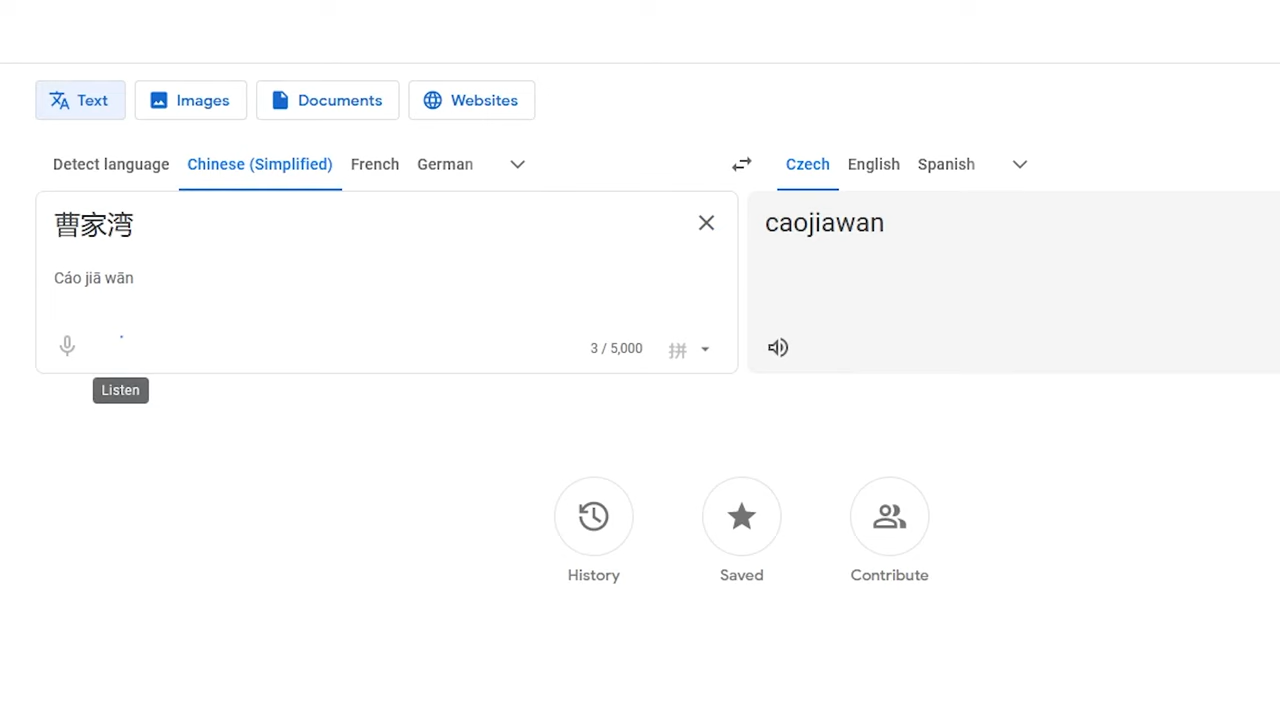 Text Images Documents Websites
Detect language Chinese (Simplified) French German Czech English Spanish
曹家湾
caojiawan
Cáo jiā wān
3 / 5,000 拼
Listen
History Saved Contribute